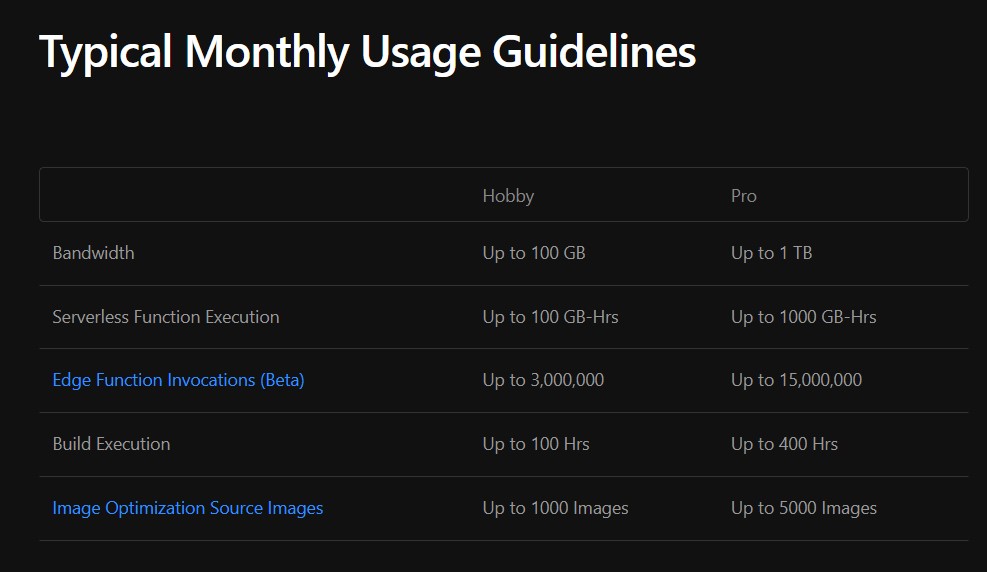 Typical Monthly Usage Guidelines
Hobby Pro
Bandwidth Up to 100 GB Up to 1 TB
Serverless Function Execution Up to 100 GB-Hrs Up to 1000 GB-Hrs
Edge Function Invocations (Beta) Up to 3,000,000 Up to 15,000,000
Build Execution Up to 100 Hrs Up to 400 Hrs
Image Optimization Source Images Up to 1000 Images Up to 5000 Images